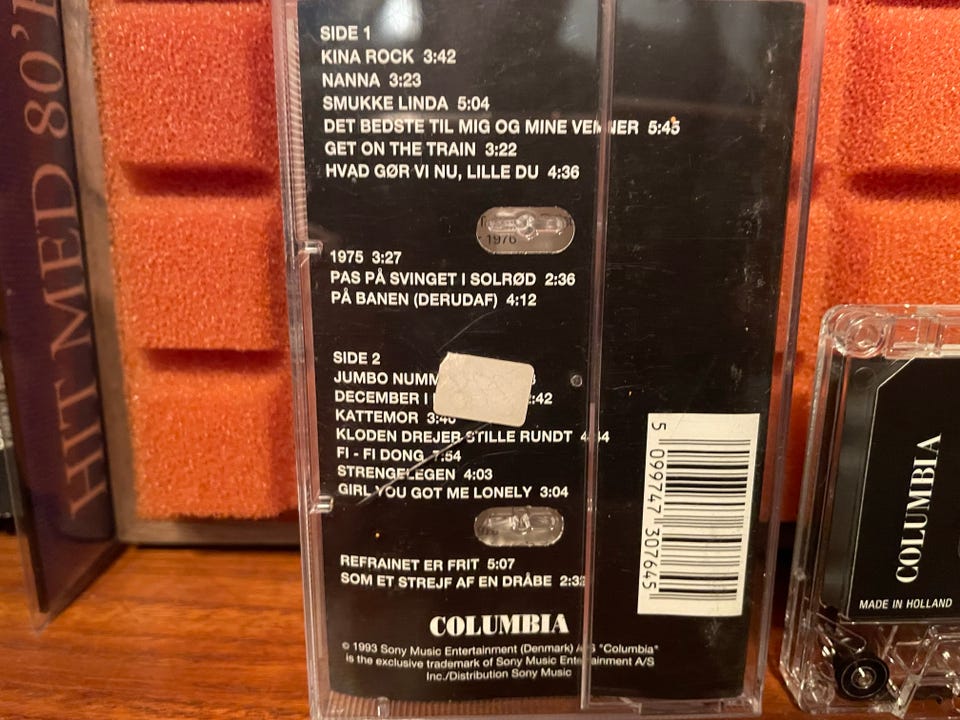 HIT MED 80'
SIDE 1
KINA ROCK 3:42
NANNA 3:23
SMUKKE LINDA 5:04
DET BEDSTE TIL MIG OG MINE VENNER 5:45
GET ON THE TRAIN 3:22
HVAD GØR VI NU, LILLE DU 4:36
1976
1975 3:27
PAS PÅ SVINGET I SOLRØD 2:36
PÅ BANEN (DERUDAF) 4:12
SIDE 2
JUMBO
DECEMBER I :42
KATTEMOR
KLODEN DREJER STILLE RUNDT
FI - FI DONG 7:54
STRENGELEGEN 4:03
GIRL YOU GOT ME LONELY 3:04
REFRAINET ER FRIT 5:07
SOM ET STREJF AF EN DRÅBE
COLUMBIA
© 1993 Sony Music Entertainment (Denmark) A/S "Columbia"
is the exclusive trademark of Sony Music Entertainment A/S
Inc./Distribution Sony Music
5 099747 307645
COLUMBIA
MADE IN HOLLAND